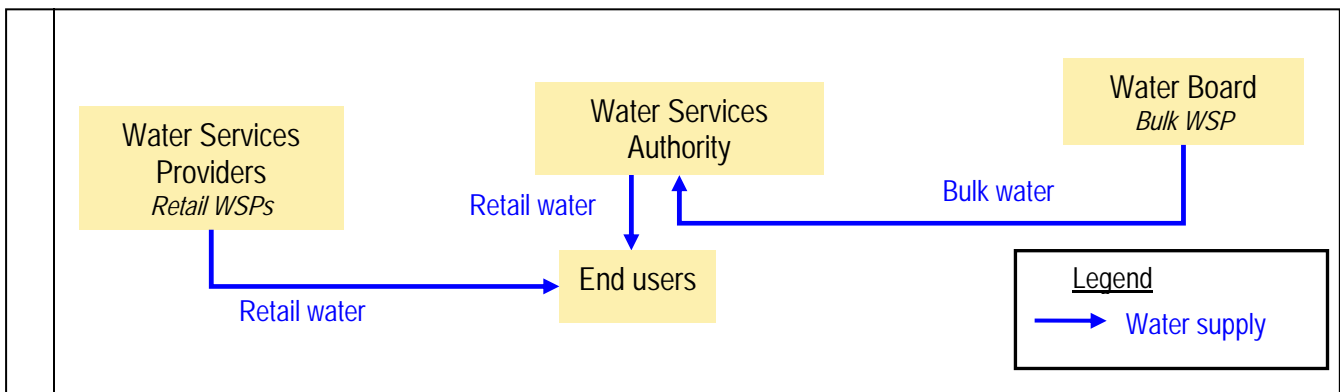 Water Services
Providers
Retail WSPs
Water Services
Authority
Water Board
Bulk WSP
Retail water
Bulk water
End users
Retail water
Legend
Water supply